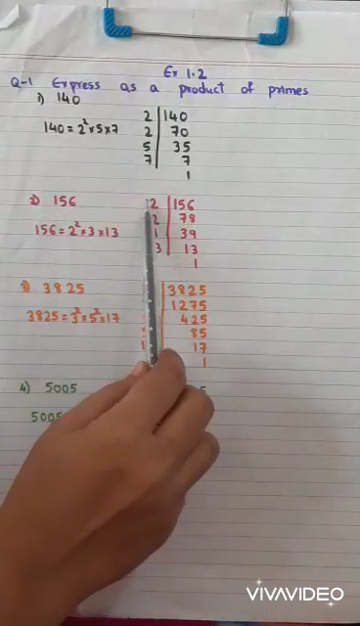 Ex 1.2
Q-1 Express as a product of primes
1) 140
2 | 140
140 = 2² × 5 × 7
2 | 70
5 | 35
7 | 7
1
2) 156
2 | 156
156 = 2² × 3 × 13
2 | 78
39
3 | 13
1
3) 3825
3825
1275
3825 = 3² × 5² × 17
425
85
17
1
4) 5005
VIVAVIDEO